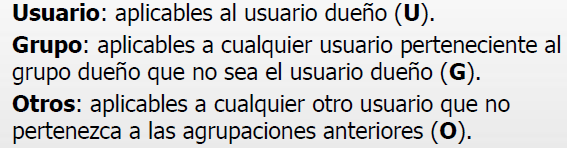 Usuario: aplicables al usuario dueño (U).
Grupo: aplicables a cualquier usuario perteneciente al
grupo dueño que no sea el usuario dueño (G).
Otros: aplicables a cualquier otro usuario que no
pertenezca a las agrupaciones anteriores (O).